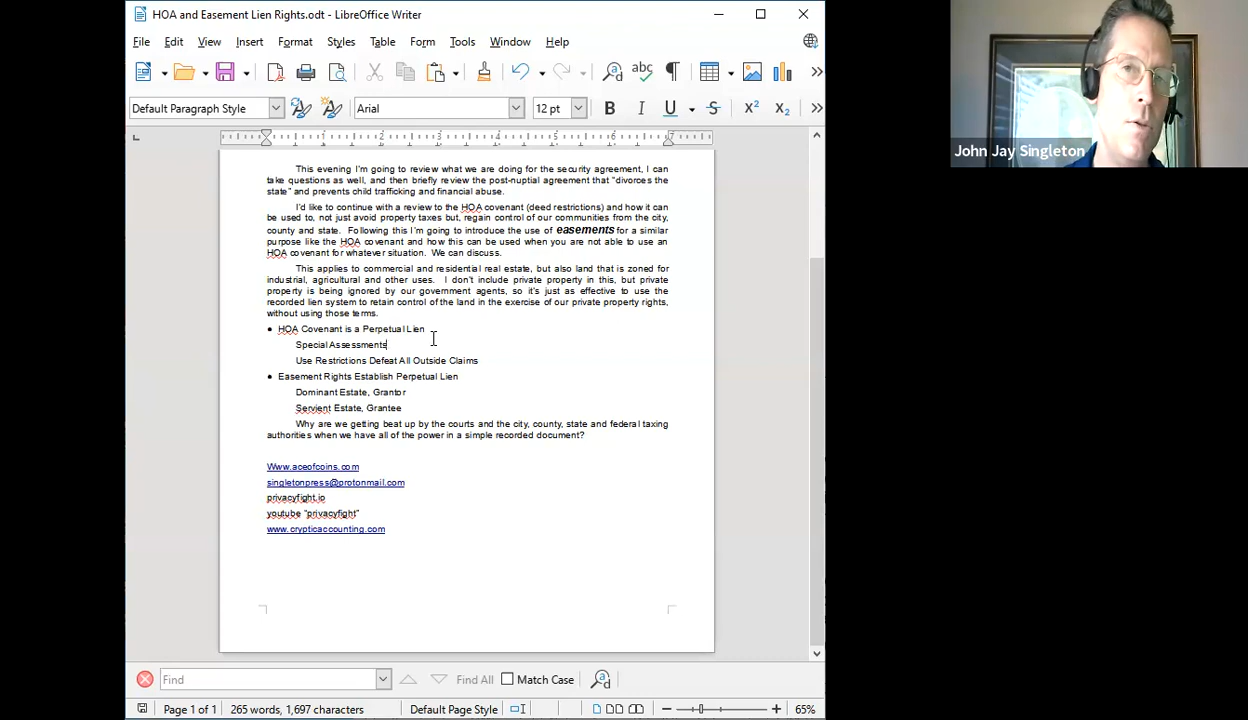 HOA and Easement Lien Rights.odt - LibreOffice Writer
File Edit View Insert Format Styles Table Form Tools Window Help
Default Paragraph Style Arial 12 pt B I U S X² X₂
This evening I'm going to review what we are doing for the security agreement, I can
take questions as well, and then briefly review the post-nuptial agreement that "divorces the
state" and prevents child trafficking and financial abuse.
I'd like to continue with a review to the HOA covenant (deed restrictions) and how it can
be used to, not just avoid property taxes but, regain control of our communities from the city,
county and state. Following this I'm going to introduce the use of easements for a similar
purpose like the HOA covenant and how this can be used when you are not able to use an
HOA covenant for whatever situation. We can discuss.
This applies to commercial and residential real estate, but also land that is zoned for
industrial, agricultural and other uses. I don't include private property in this, but private
property is being ignored by our government agents, so it's just as effective to use the
recorded lien system to retain control of the land in the exercise of our private property rights,
without using those terms.
● HOA Covenant is a Perpetual Lien
Special Assessments
Use Restrictions Defeat All Outside Claims
● Easement Rights Establish Perpetual Lien
Dominant Estate, Grantor
Servient Estate, Grantee
Why are we getting beat up by the courts and the city, county, state and federal taxing
authorities when we have all of the power in a simple recorded document?
Www.aceofcoins.com
singletonpress@protonmail.com
privacyfight.io
youtube "privacyfight"
www.crypticaccounting.com
Find Find All Match Case
Page 1 of 1 265 words, 1,697 characters Default Page Style 65%
John Jay Singleton